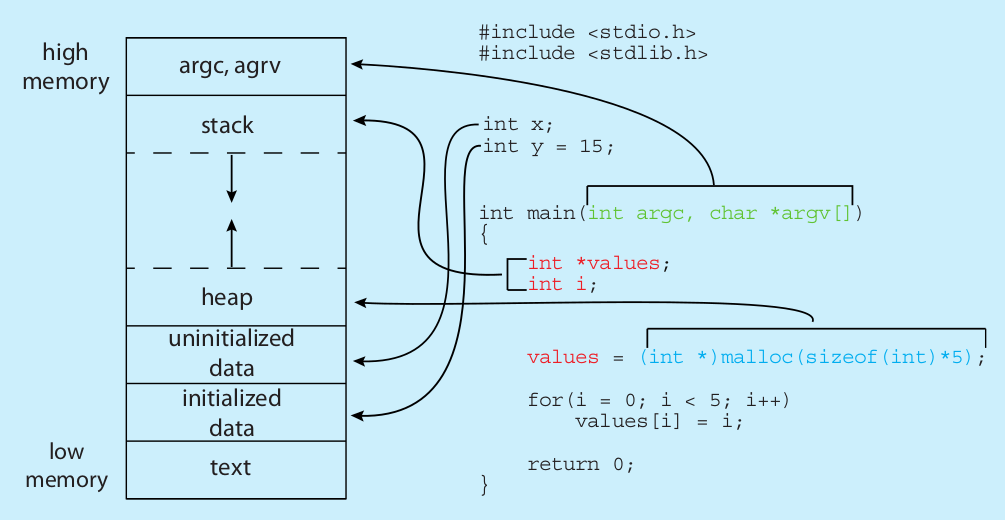 high
memory
argc, agrv
stack
heap
uninitialized
data
initialized
data
low
memory
text
#include <stdio.h>
#include <stdlib.h>
int x;
int y = 15;
int main(int argc, char *argv[])
{
int *values;
int i;
values = (int *)malloc(sizeof(int)*5);
for(i = 0; i < 5; i++)
values[i] = i;
return 0;
}